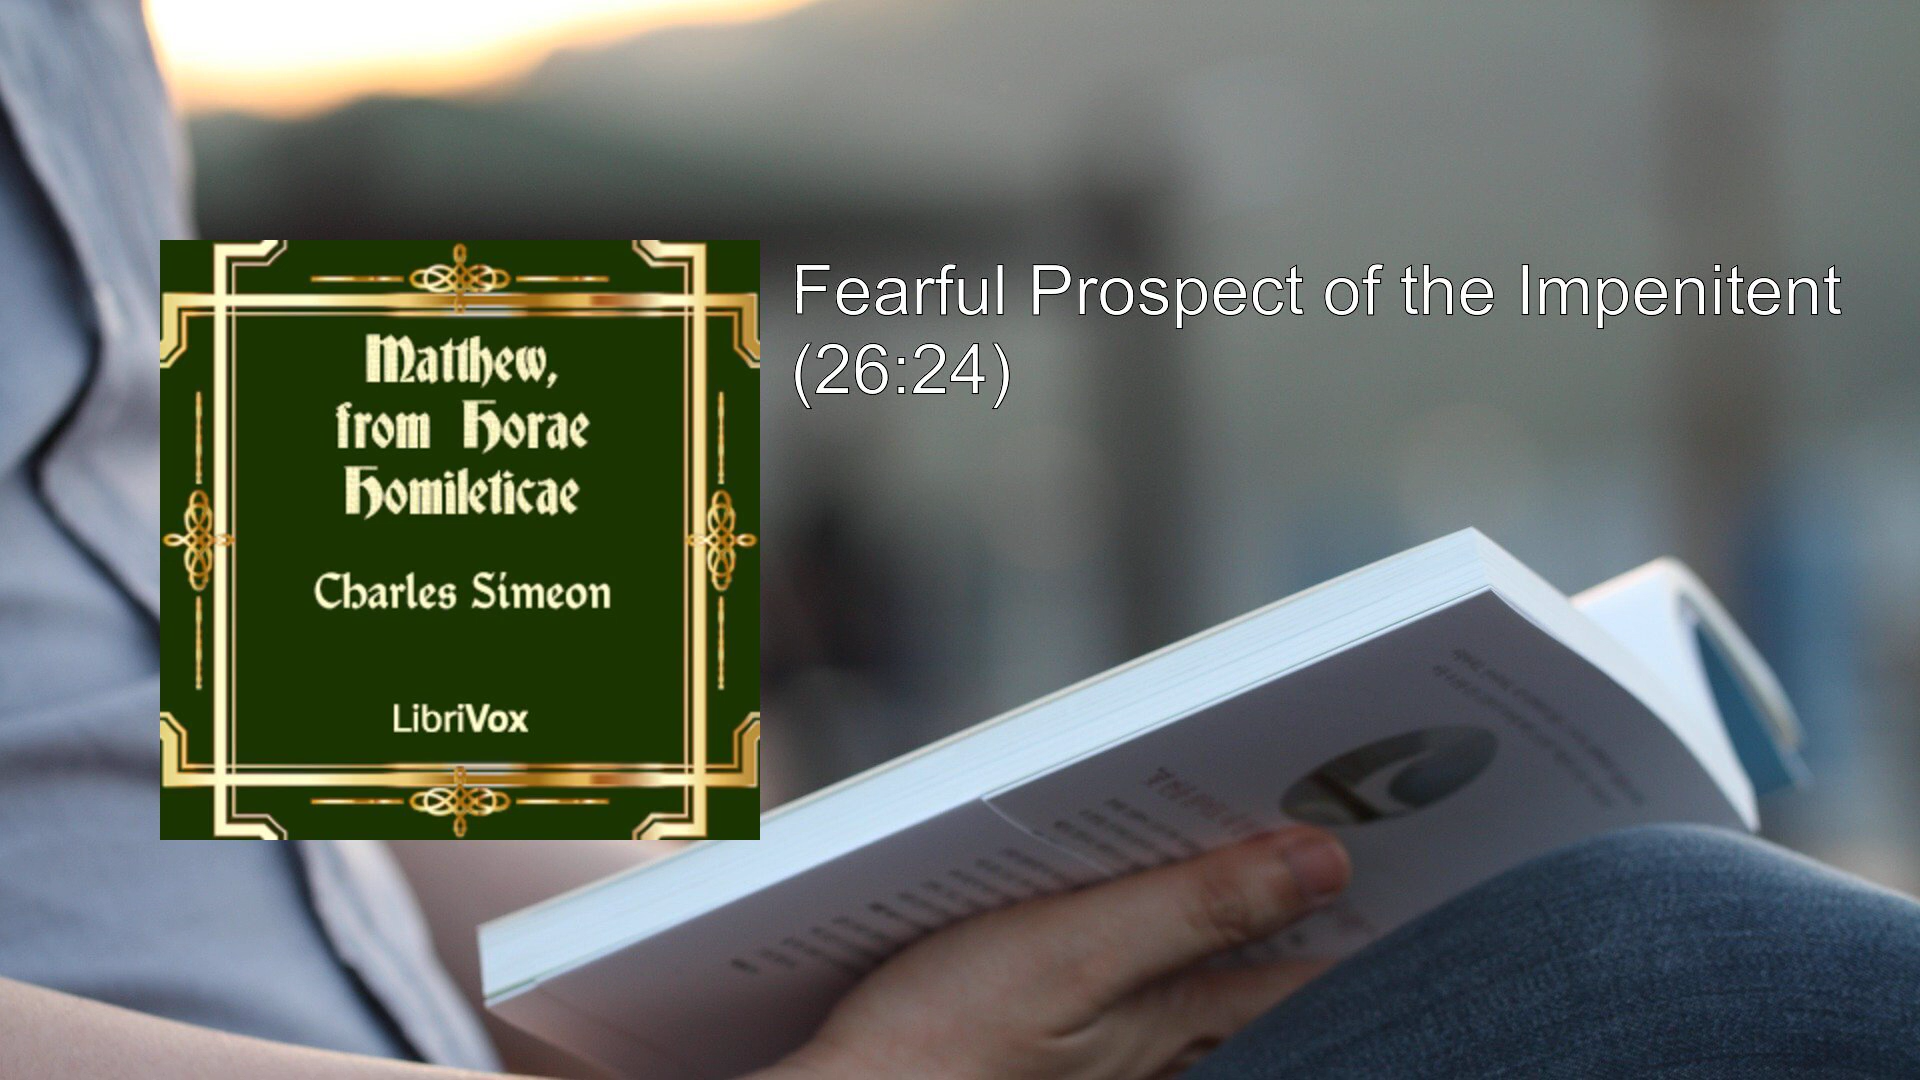 Matthew,
from Horae
Homileticae
Charles Simeon
LibriVox
Fearful Prospect of the Impenitent
(26:24)